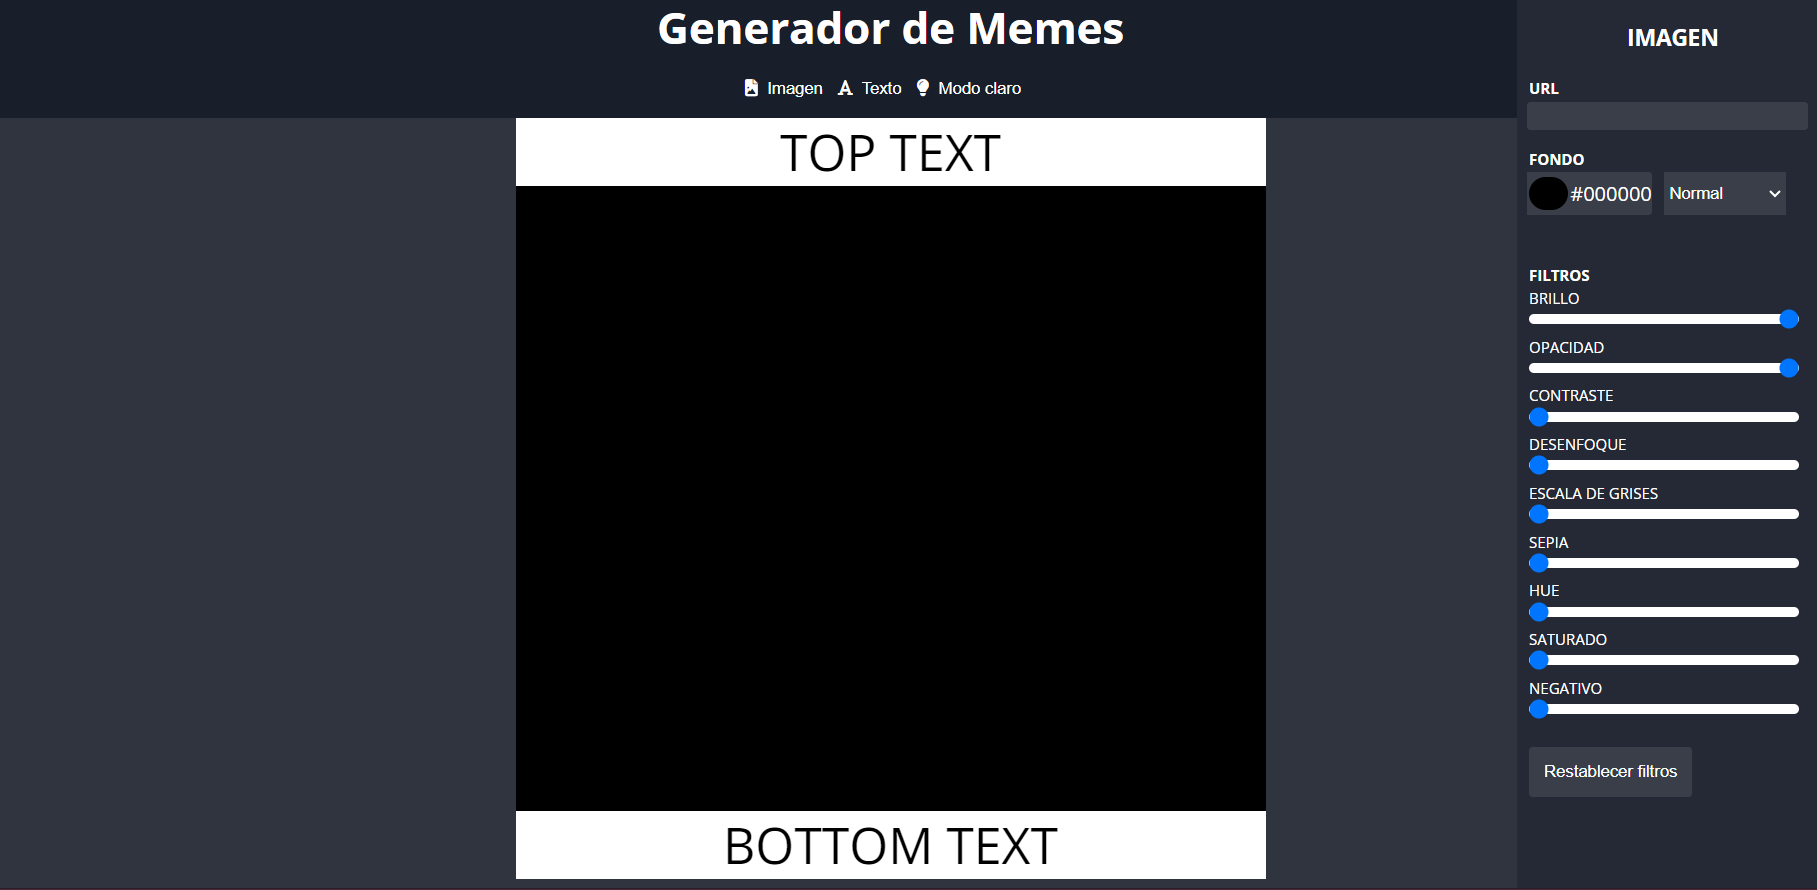 Generador de Memes
Imagen Texto Modo claro
TOP TEXT
BOTTOM TEXT
IMAGEN
URL
FONDO
#000000 Normal
FILTROS
BRILLO
OPACIDAD
CONTRASTE
DESENFOQUE
ESCALA DE GRISES
SEPIA
HUE
SATURADO
NEGATIVO
Restablecer filtros